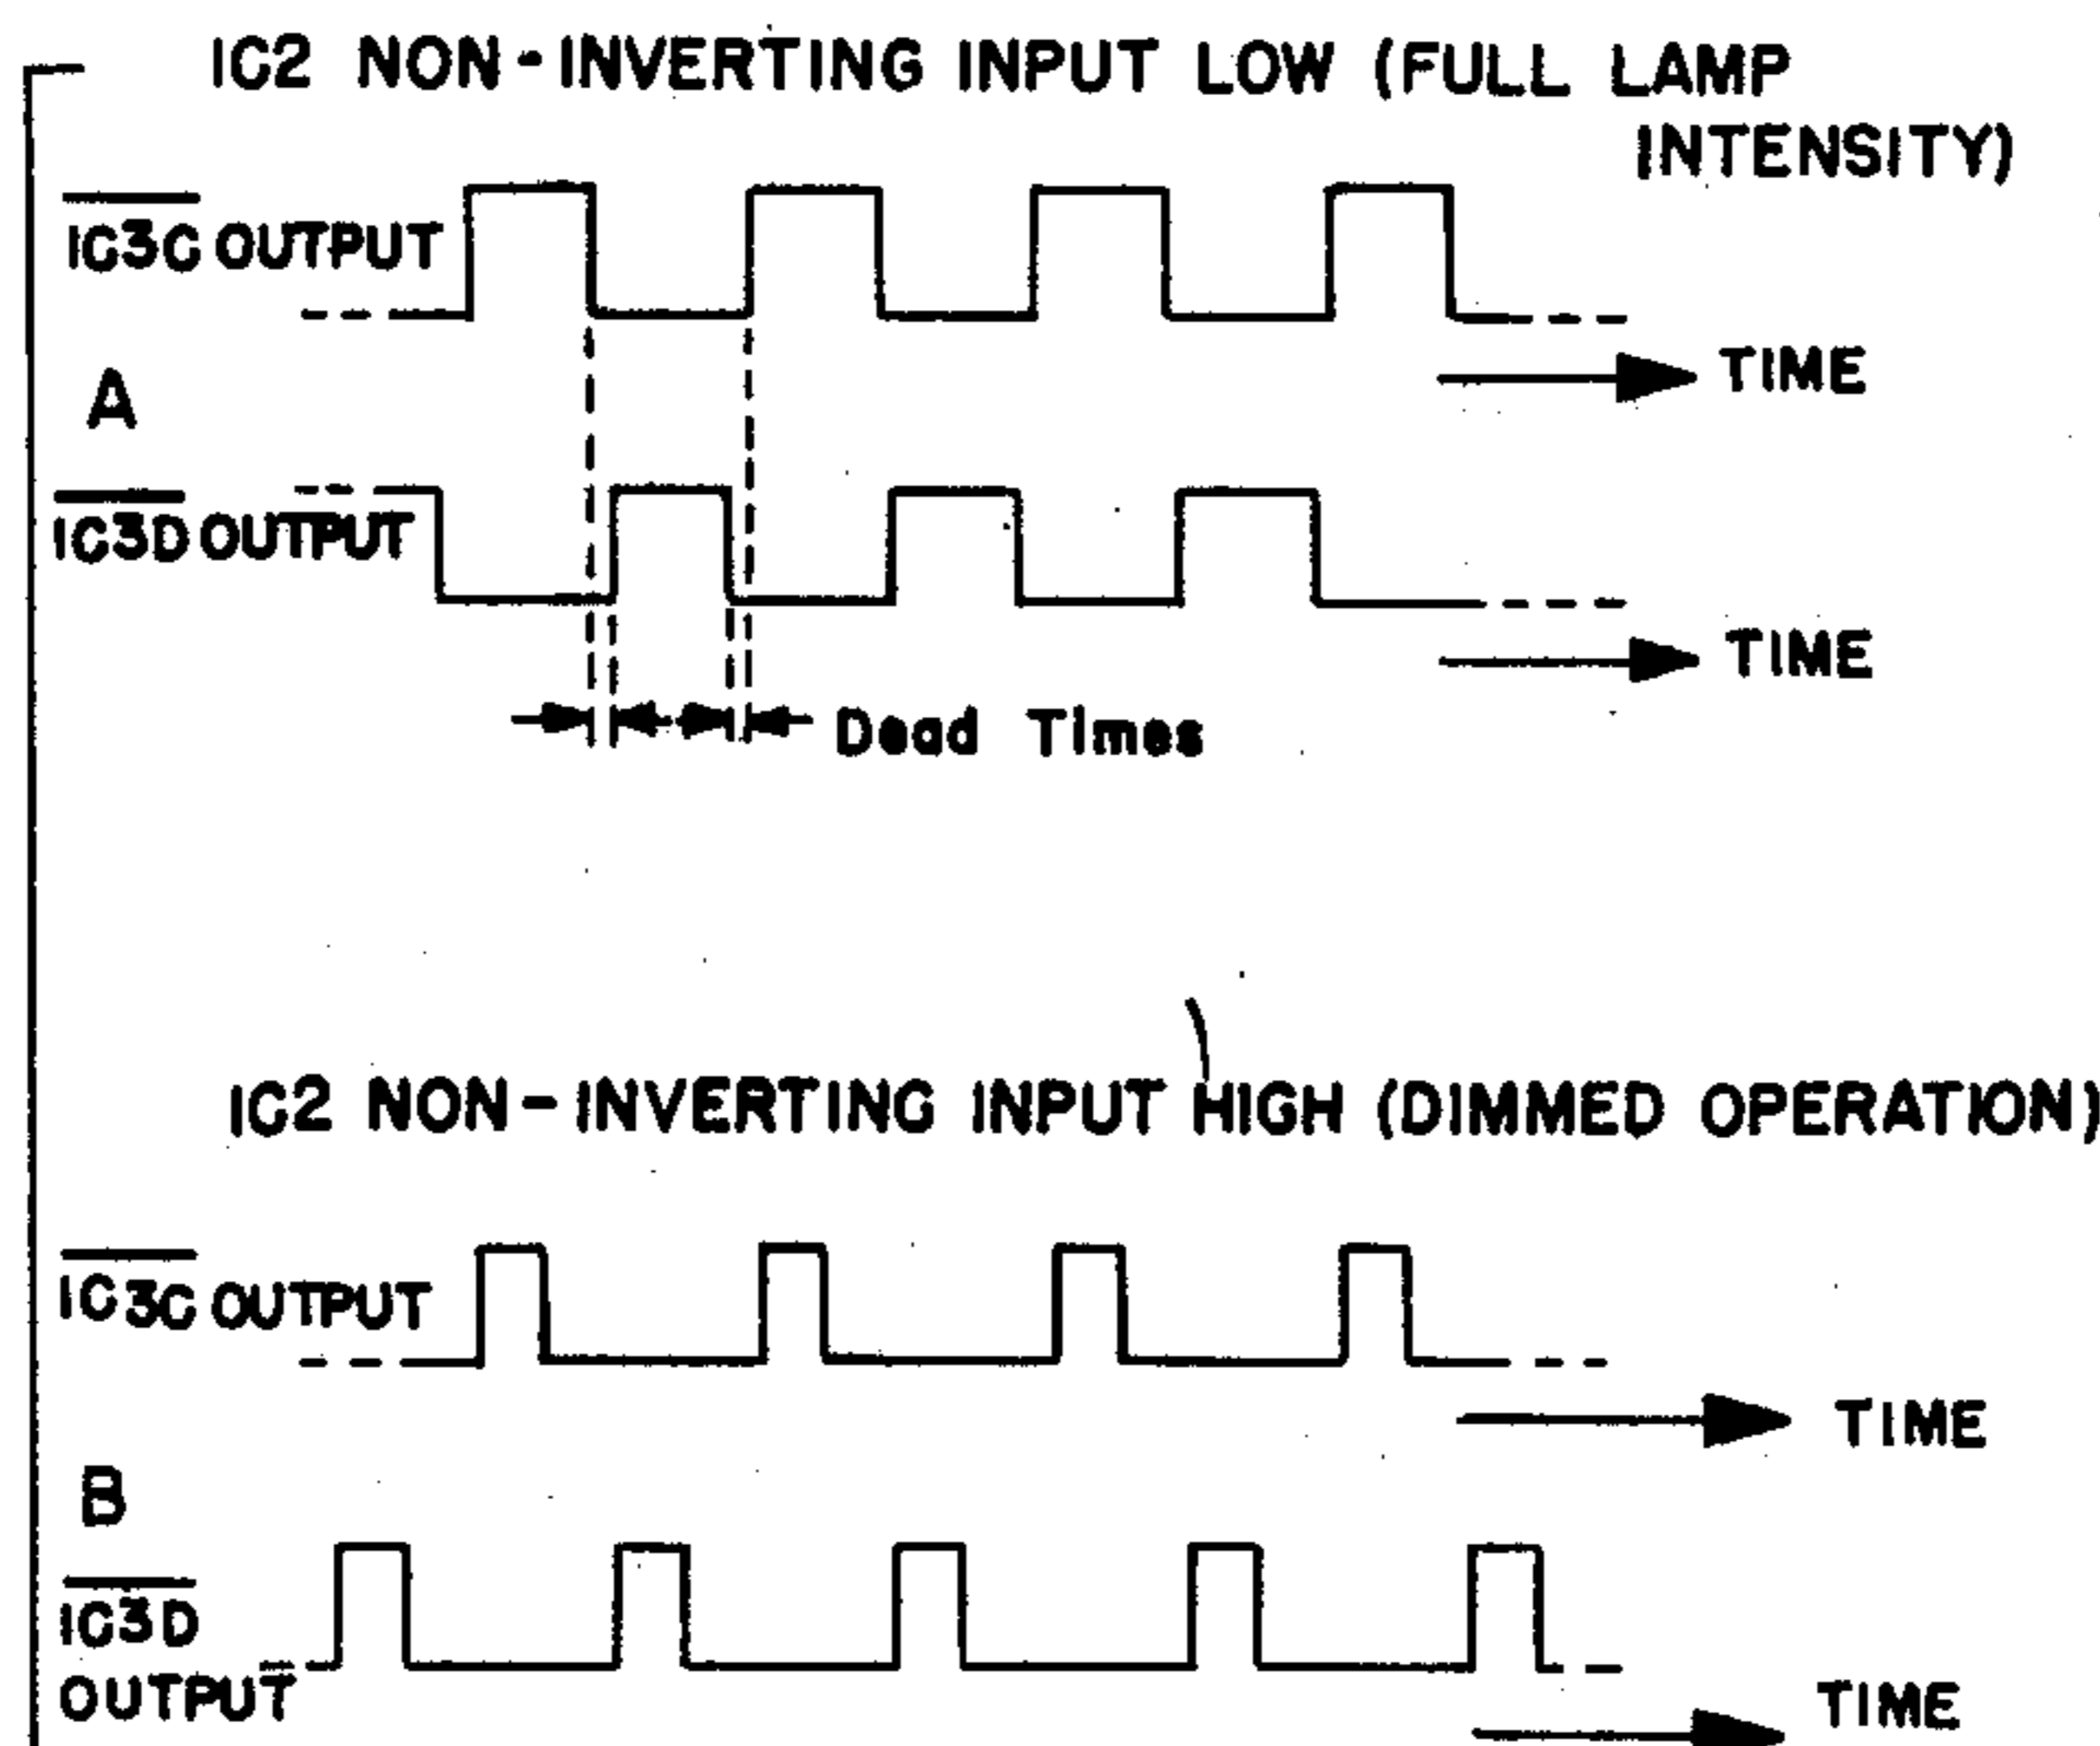 IC2 NON-INVERTING INPUT LOW (FULL LAMP
INTENSITY)
IC3C OUTPUT
TIME
A
IC3D OUTPUT
TIME
Dead Times
IC2 NON-INVERTING INPUT HIGH (DIMMED OPERATION)
IC3C OUTPUT
TIME
B
IC3D
OUTPUT
TIME